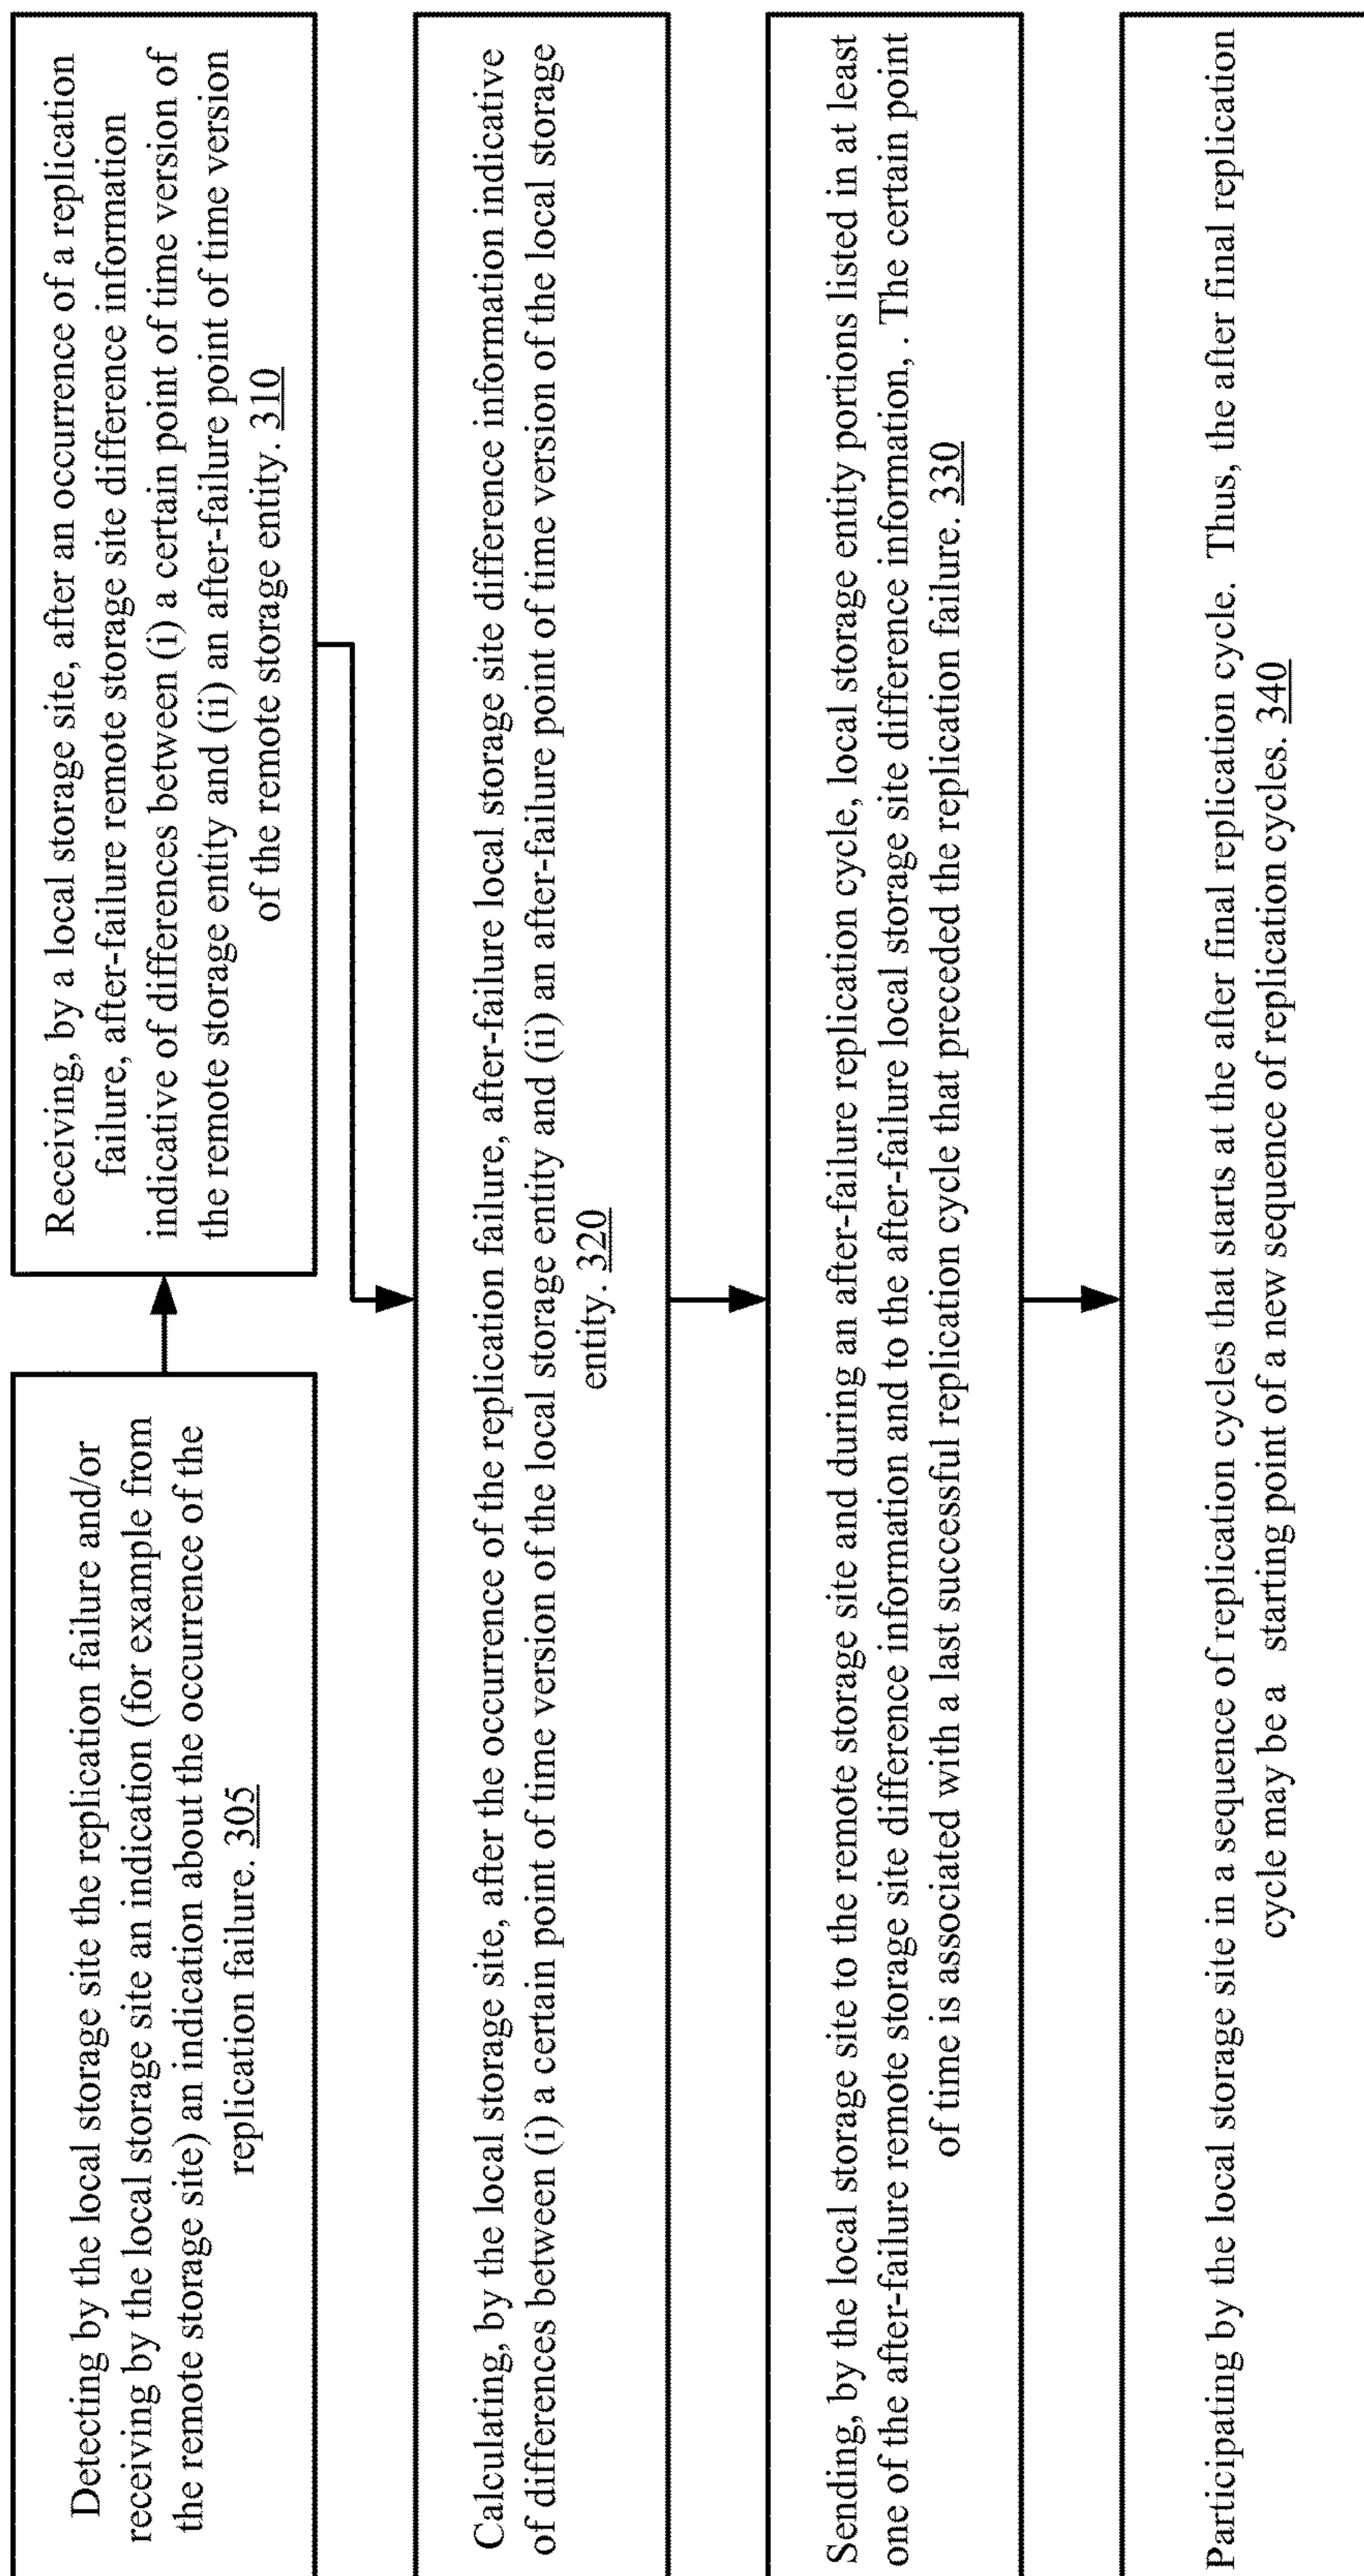 Detecting by the local storage site the replication failure and/or
receiving by the local storage site an indication (for example from
the remote storage site) an indication about the occurrence of the
replication failure. 305
Receiving, by a local storage site, after an occurrence of a replication
failure, after-failure remote storage site difference information
indicative of differences between (i) a certain point of time version of
the remote storage entity and (ii) an after-failure point of time version
of the remote storage entity. 310
Calculating, by the local storage site, after the occurrence of the replication failure, after-failure local storage site difference information indicative
of differences between (i) a certain point of time version of the local storage entity and (ii) an after-failure point of time version of the local storage
entity. 320
Sending, by the local storage site to the remote storage site and during an after-failure replication cycle, local storage entity portions listed in at least
one of the after-failure remote storage site difference information and to the after-failure local storage site difference information, . The certain point
of time is associated with a last successful replication cycle that preceded the replication failure. 330
Participating by the local storage site in a sequence of replication cycles that starts at the after final replication cycle. Thus, the after final replication
cycle may be a starting point of a new sequence of replication cycles. 340